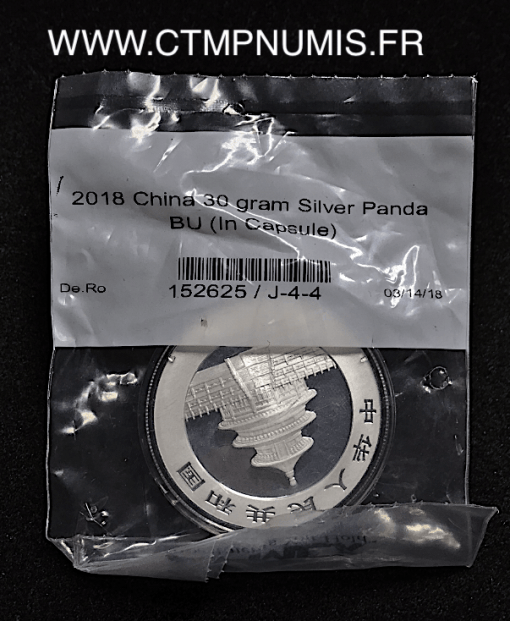 WWW.CTMPNUMIS.FR
2018 China 30 gram Silver Panda
BU (In Capsule)
De.Ro
152625 / J-4-4
03/14/18
中华人民共和国